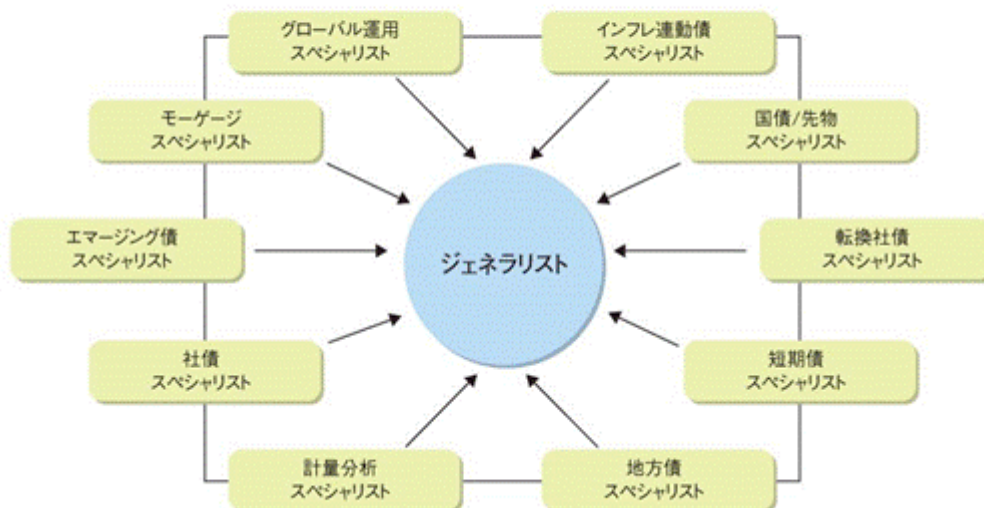 グローバル運用
スペシャリスト
インフレ連動債
スペシャリスト
モーゲージ
スペシャリスト
国債/先物
スペシャリスト
エマージング債
スペシャリスト
ジェネラリスト
転換社債
スペシャリスト
社債
スペシャリスト
短期債
スペシャリスト
計量分析
スペシャリスト
地方債
スペシャリスト